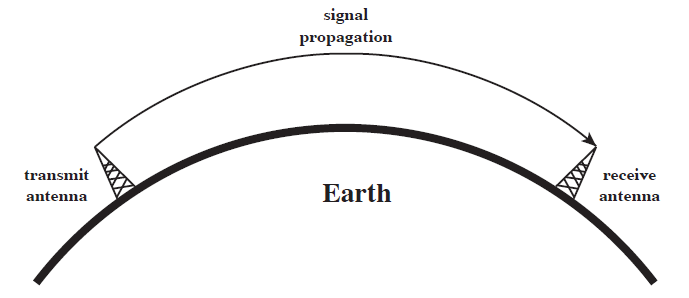 signal
propagation
transmit
antenna
Earth
receive
antenna